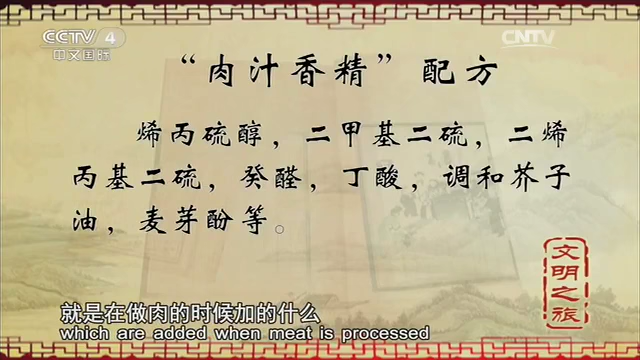 CCTV 4
中文国际
CNTV
“肉汁香精”配方
烯丙硫醇，二甲基二硫，二烯
丙基二硫，癸醛，丁酸，调和芥子
油，麦芽酚等。
文明之旅
就是在做肉的时候加的什么
which are added when meat is processed